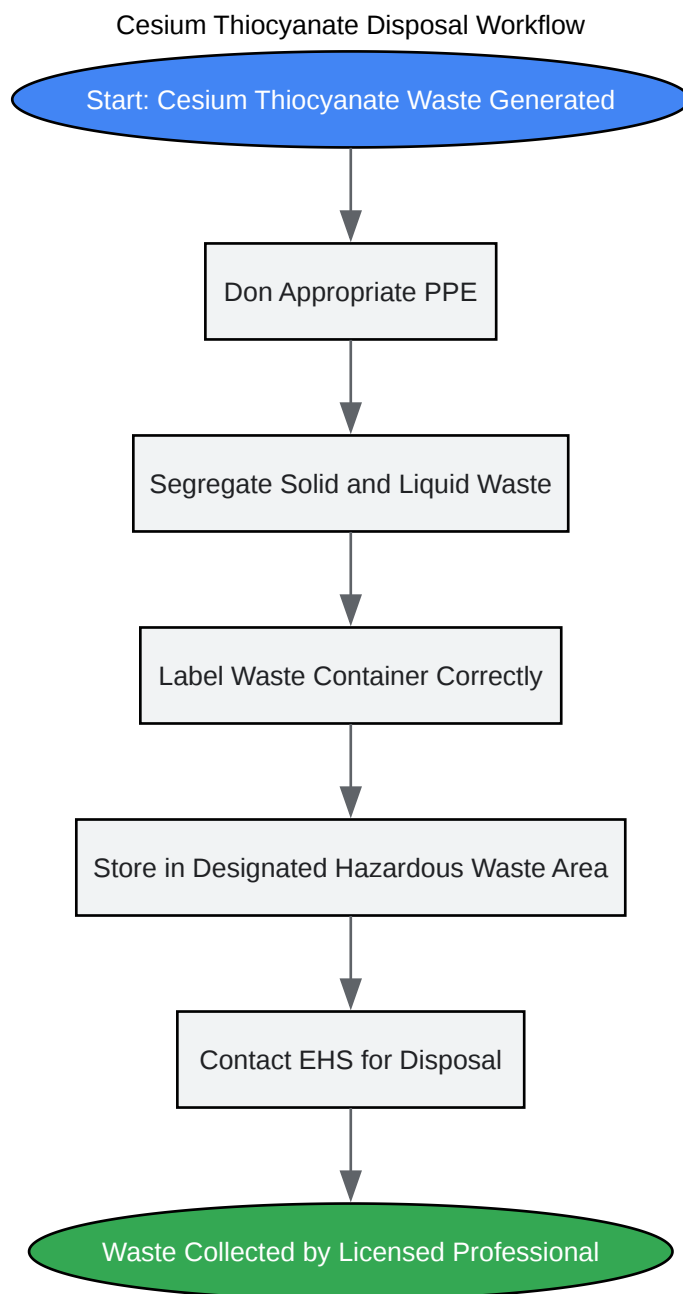 Cesium Thiocyanate Disposal Workflow
Start: Cesium Thiocyanate Waste Generated
Don Appropriate PPE
Segregate Solid and Liquid Waste
Label Waste Container Correctly
Store in Designated Hazardous Waste Area
Contact EHS for Disposal
Waste Collected by Licensed Professional